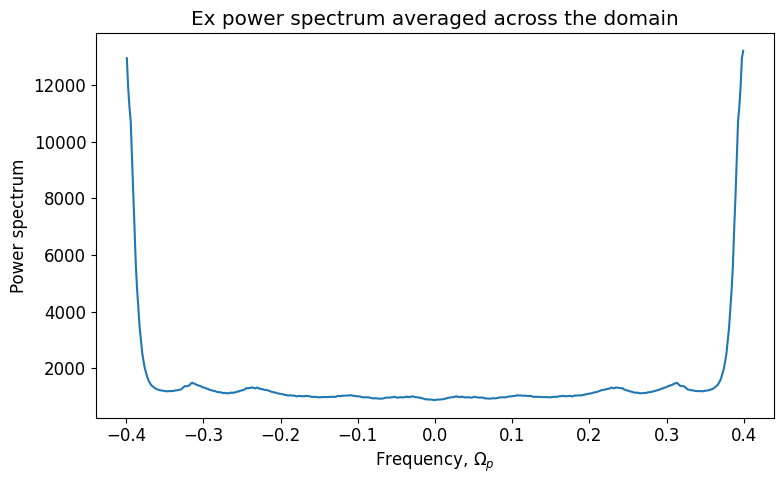 Ex power spectrum averaged across the domain
Power spectrum
12000
10000
8000
6000
4000
2000
−0.4 −0.3 −0.2 −0.1 0.0 0.1 0.2 0.3 0.4
Frequency, Ωp